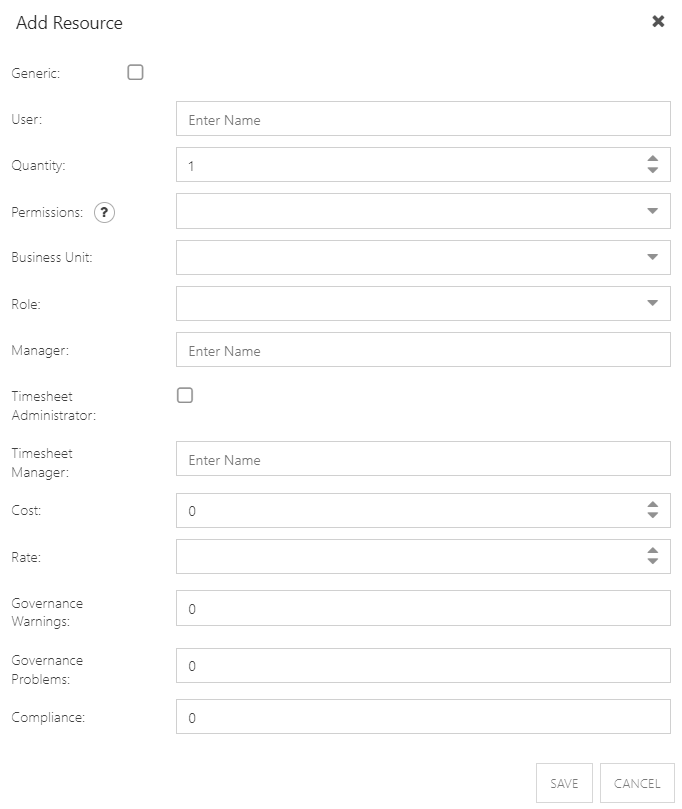 Add Resource
Generic:
User:
Enter Name
Quantity:
1
Permissions:
?
Business Unit:
Role:
Manager:
Enter Name
Timesheet
Administrator:
Timesheet
Manager:
Enter Name
Cost:
0
Rate:
Governance
Warnings:
0
Governance
Problems:
0
Compliance:
0
SAVE
CANCEL